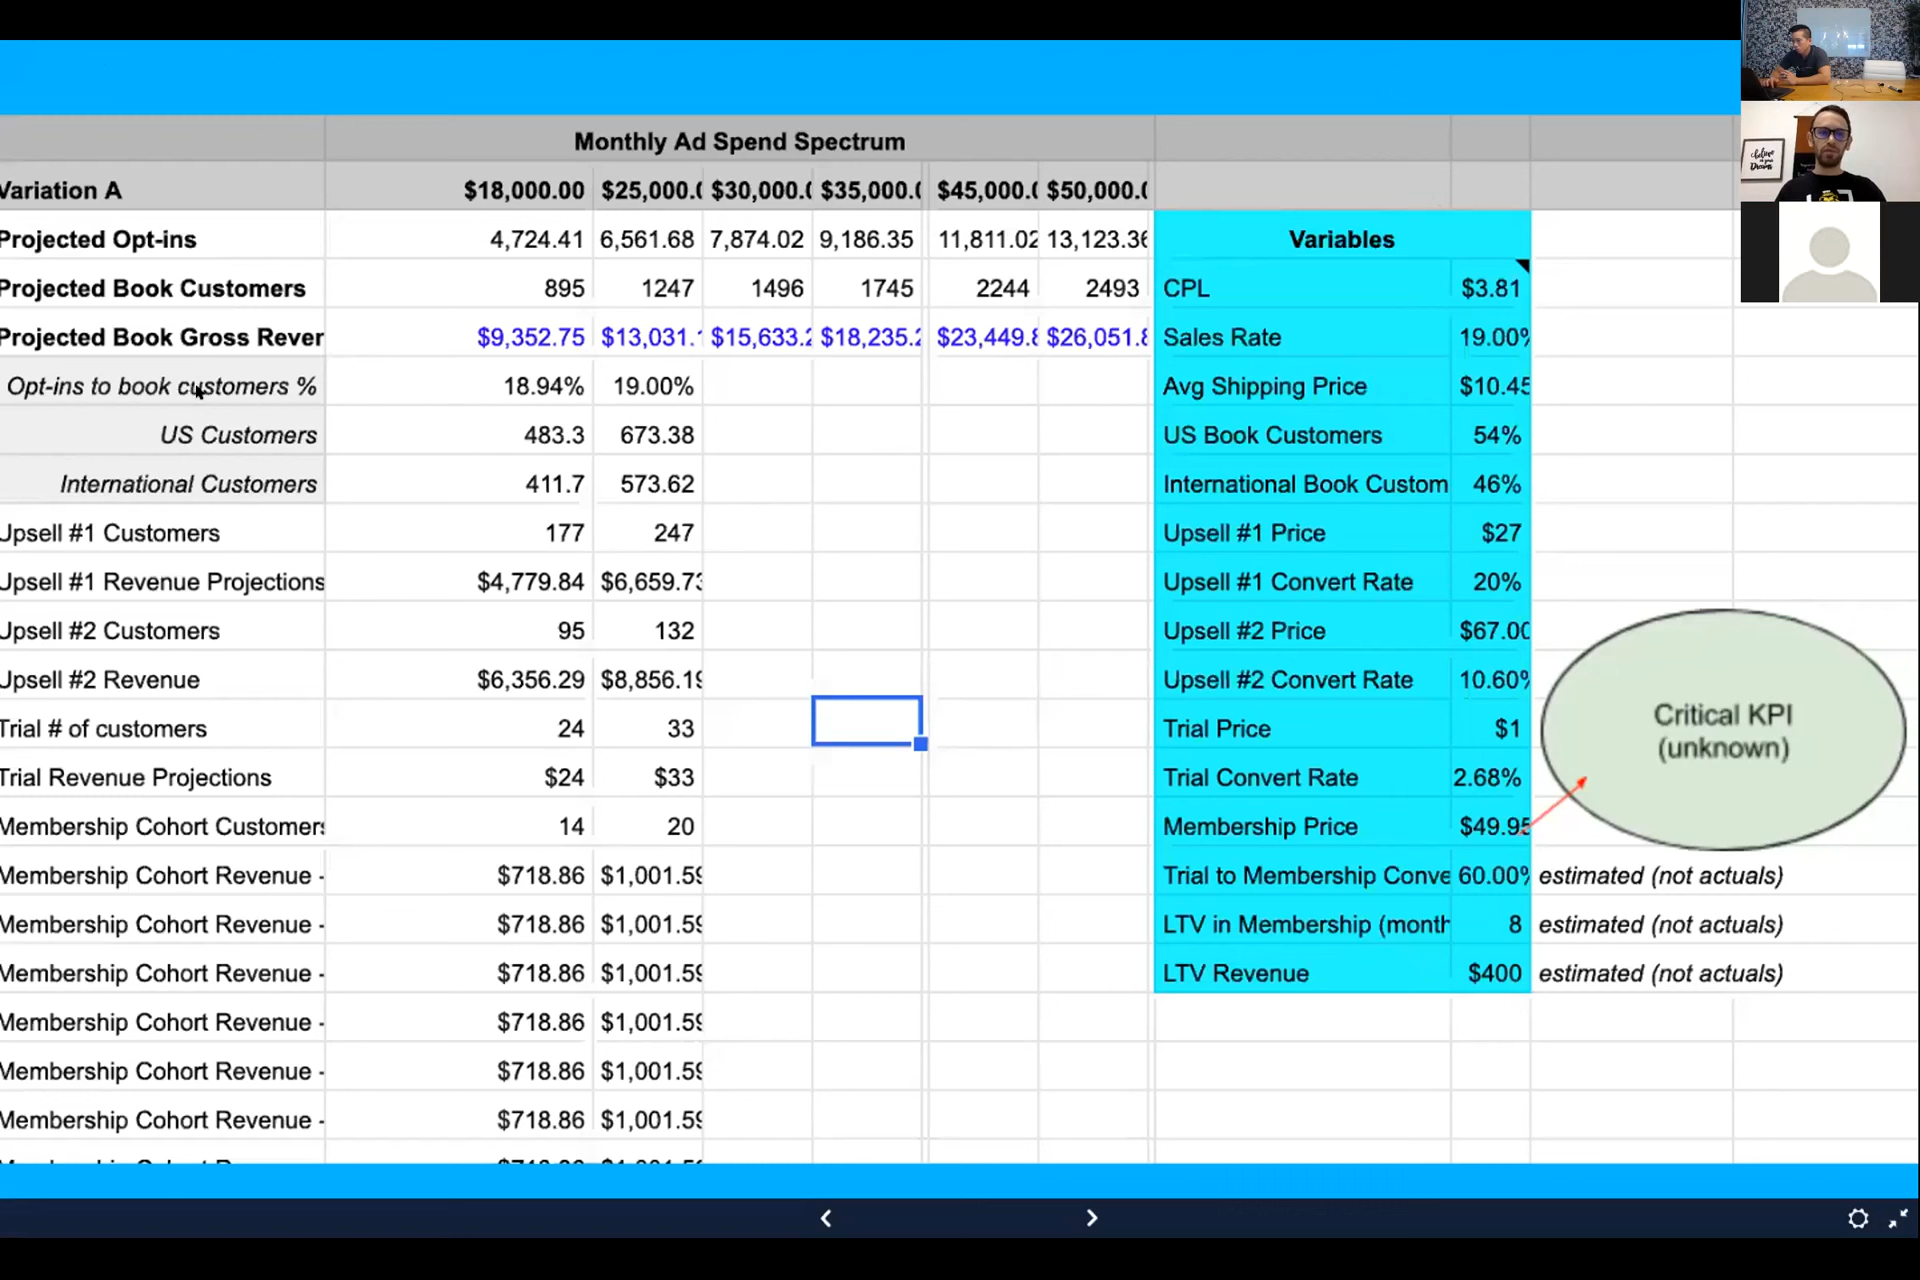 Monthly Ad Spend Spectrum
Variation A $18,000.00 $25,000.( $30,000.( $35,000.( $45,000.( $50,000.(
Projected Opt-ins 4,724.41 6,561.68 7,874.02 9,186.35 11,811.02 13,123.36 Variables
Projected Book Customers 895 1247 1496 1745 2244 2493 CPL $3.81
Projected Book Gross Rever $9,352.75 $13,031. $15,633.2 $18,235.2 $23,449.8 $26,051.8 Sales Rate 19.00%
Opt-ins to book customers % 18.94% 19.00% Avg Shipping Price $10.45
US Customers 483.3 673.38 US Book Customers 54%
International Customers 411.7 573.62 International Book Custom 46%
Upsell #1 Customers 177 247 Upsell #1 Price $27
Upsell #1 Revenue Projections $4,779.84 $6,659.73 Upsell #1 Convert Rate 20%
Upsell #2 Customers 95 132 Upsell #2 Price $67.00
Upsell #2 Revenue $6,356.29 $8,856.19 Upsell #2 Convert Rate 10.60%
Trial # of customers 24 33 Trial Price $1
Trial Revenue Projections $24 $33 Trial Convert Rate 2.68%
Membership Cohort Customers 14 20 Membership Price $49.95
Membership Cohort Revenue - $718.86 $1,001.59 Trial to Membership Conve 60.00% estimated (not actuals)
Membership Cohort Revenue - $718.86 $1,001.59 LTV in Membership (month 8 estimated (not actuals)
Membership Cohort Revenue - $718.86 $1,001.59 LTV Revenue $400 estimated (not actuals)
Membership Cohort Revenue - $718.86 $1,001.59
Membership Cohort Revenue - $718.86 $1,001.59
Membership Cohort Revenue - $718.86 $1,001.59
Critical KPI
(unknown)
believe
in your
Dreams